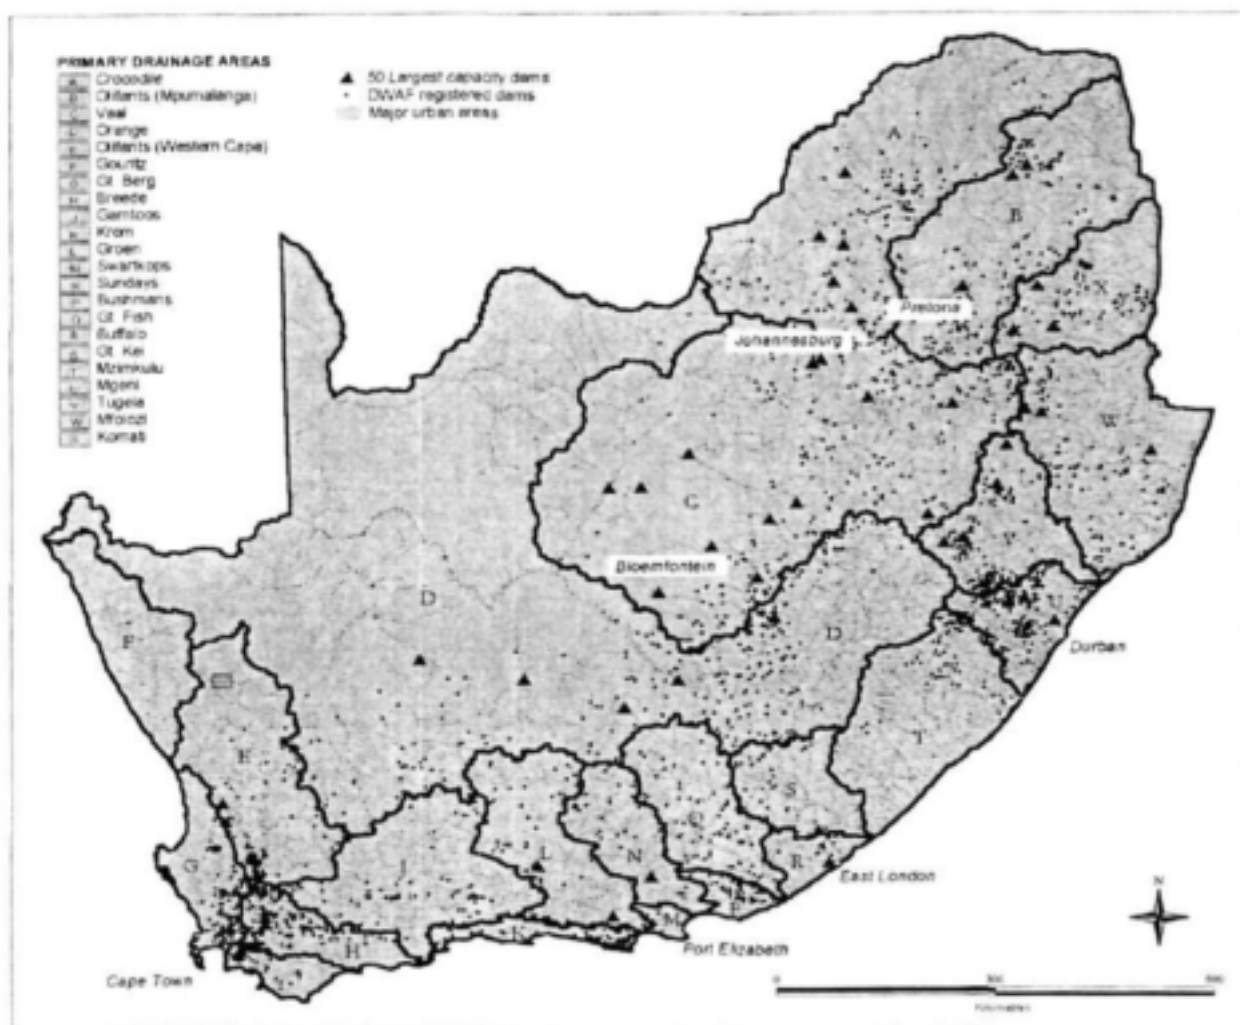 PRIMARY DRAINAGE AREAS
A Crocodile
B Olifants (Mpumalanga)
C Vaal
Orange
E Olifants (Western Cape)
F Gouritz
G Gt. Berg
H Breede
J Gamtoos
K Krom
L Groen
M Swartkops
N Sundays
P Bushmans
Q Gt. Fish
R Buffalo
S Gt. Kei
T Mzimkulu
Mgeni
V Tugela
W Mfolozi
Komati
50 Largest capacity dams
DWAF registered dams
Major urban areas
A
B
X
Pretoria
Johannesburg
W
C
V
Bloemfontein
D
D
F
Durban
E
T
S
Q
G
J
L
N
R
East London
P
M
K
H
Port Elizabeth
Cape Town
N
0
Kilometers